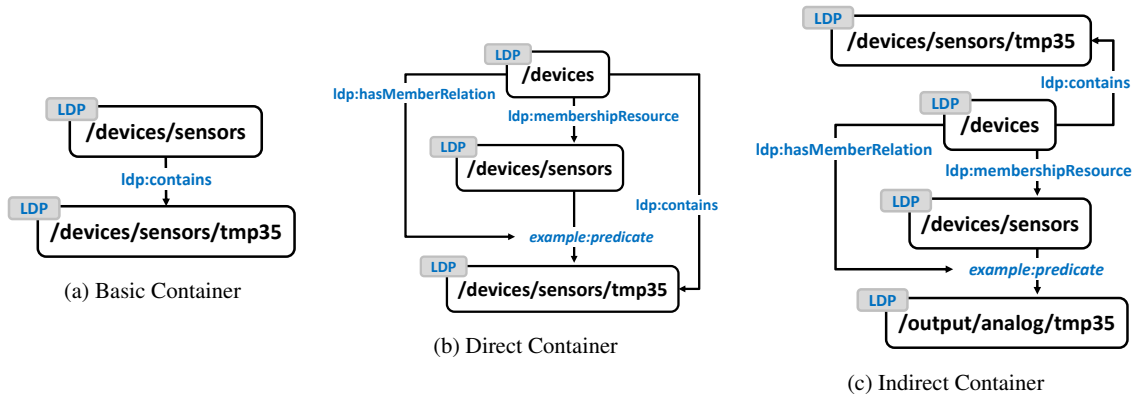 LDP
/devices/sensors
ldp:contains
LDP
/devices/sensors/tmp35
(a) Basic Container
LDP
/devices
ldp:hasMemberRelation
ldp:membershipResource
LDP
/devices/sensors
ldp:contains
example:predicate
LDP
/devices/sensors/tmp35
(b) Direct Container
LDP
/devices/sensors/tmp35
ldp:contains
LDP
/devices
ldp:hasMemberRelation
ldp:membershipResource
LDP
/devices/sensors
example:predicate
LDP
/output/analog/tmp35
(c) Indirect Container